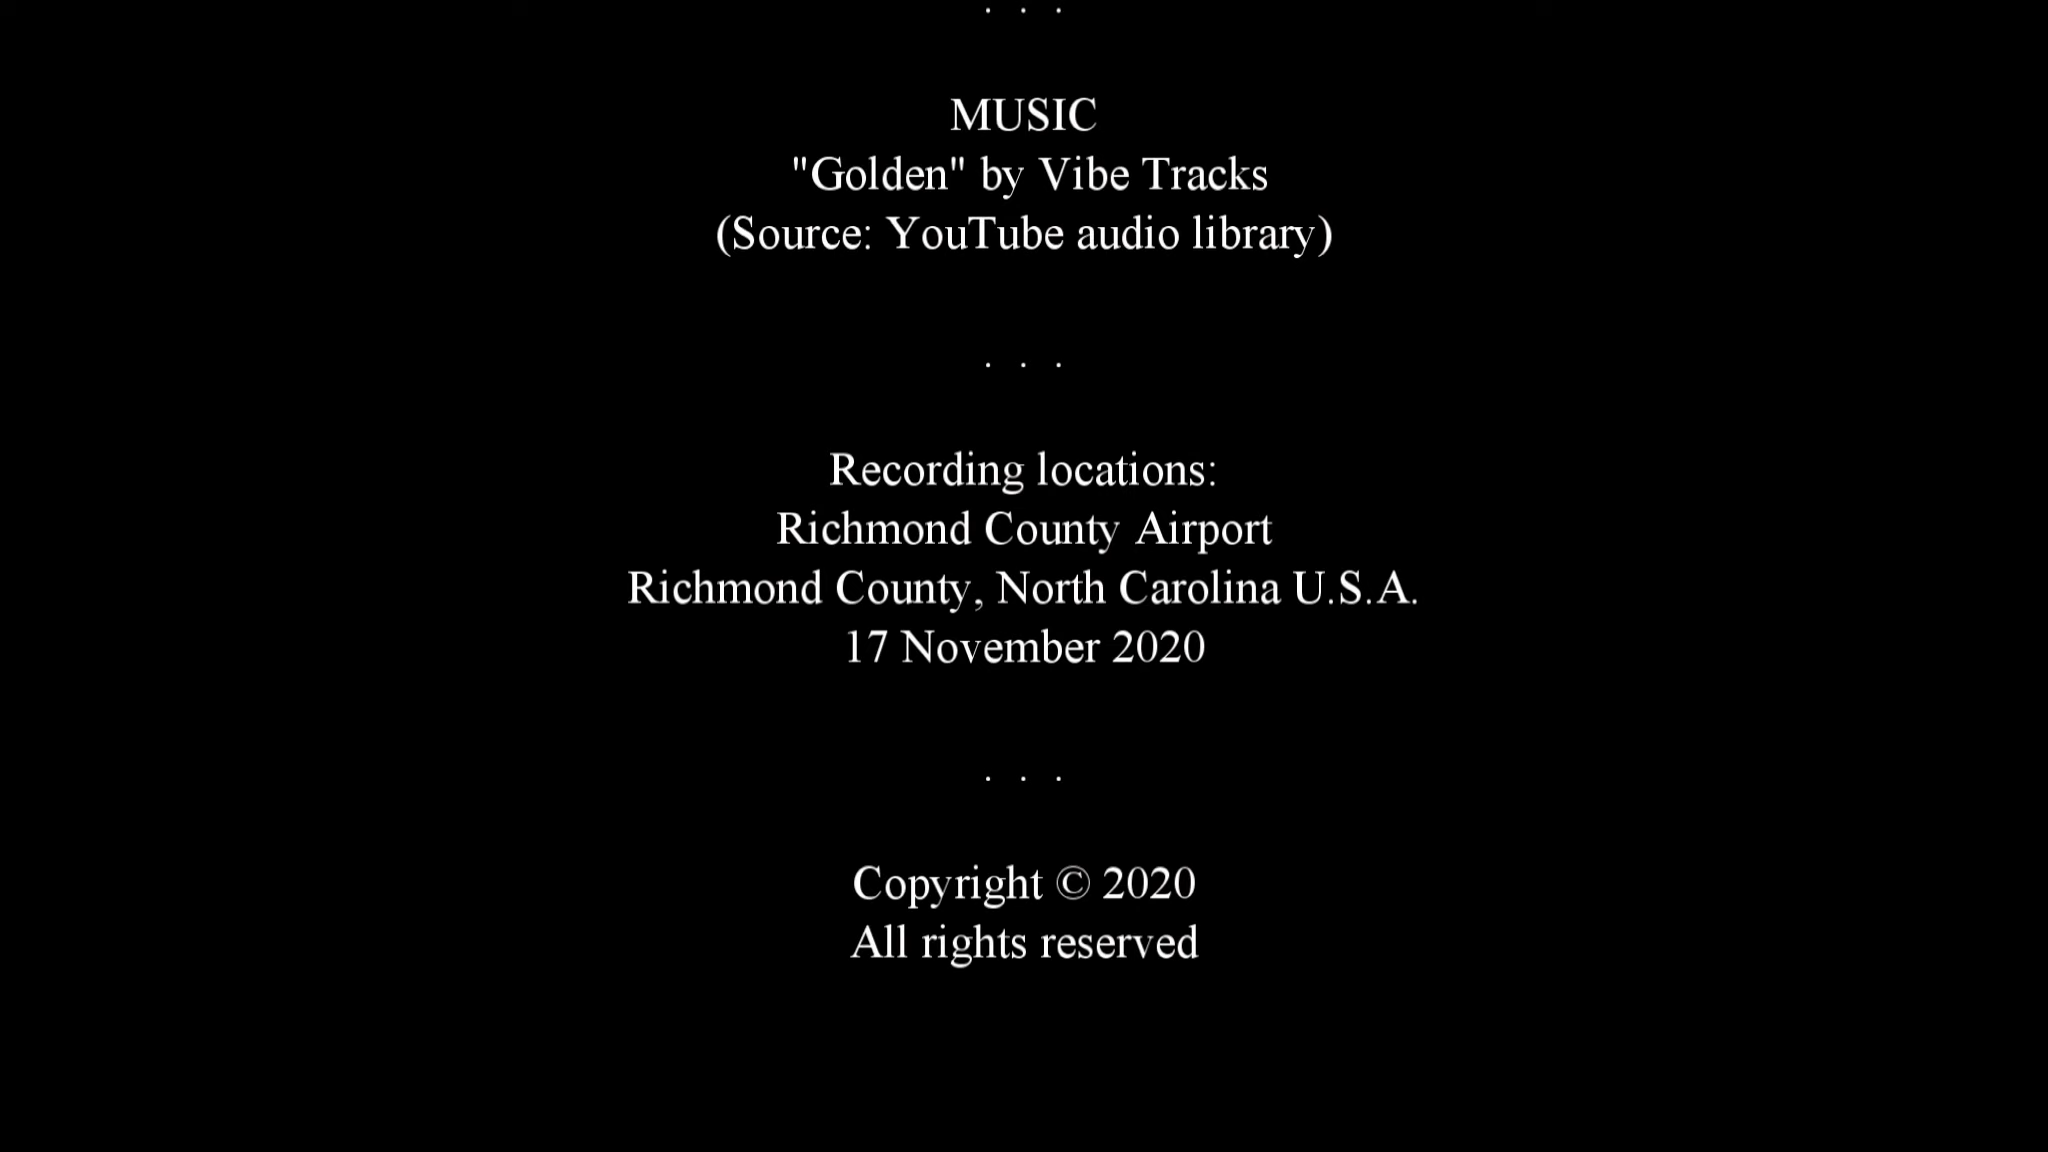 . . .
MUSIC
"Golden" by Vibe Tracks
(Source: YouTube audio library)
. . .
Recording locations:
Richmond County Airport
Richmond County, North Carolina U.S.A.
17 November 2020
. . .
Copyright © 2020
All rights reserved